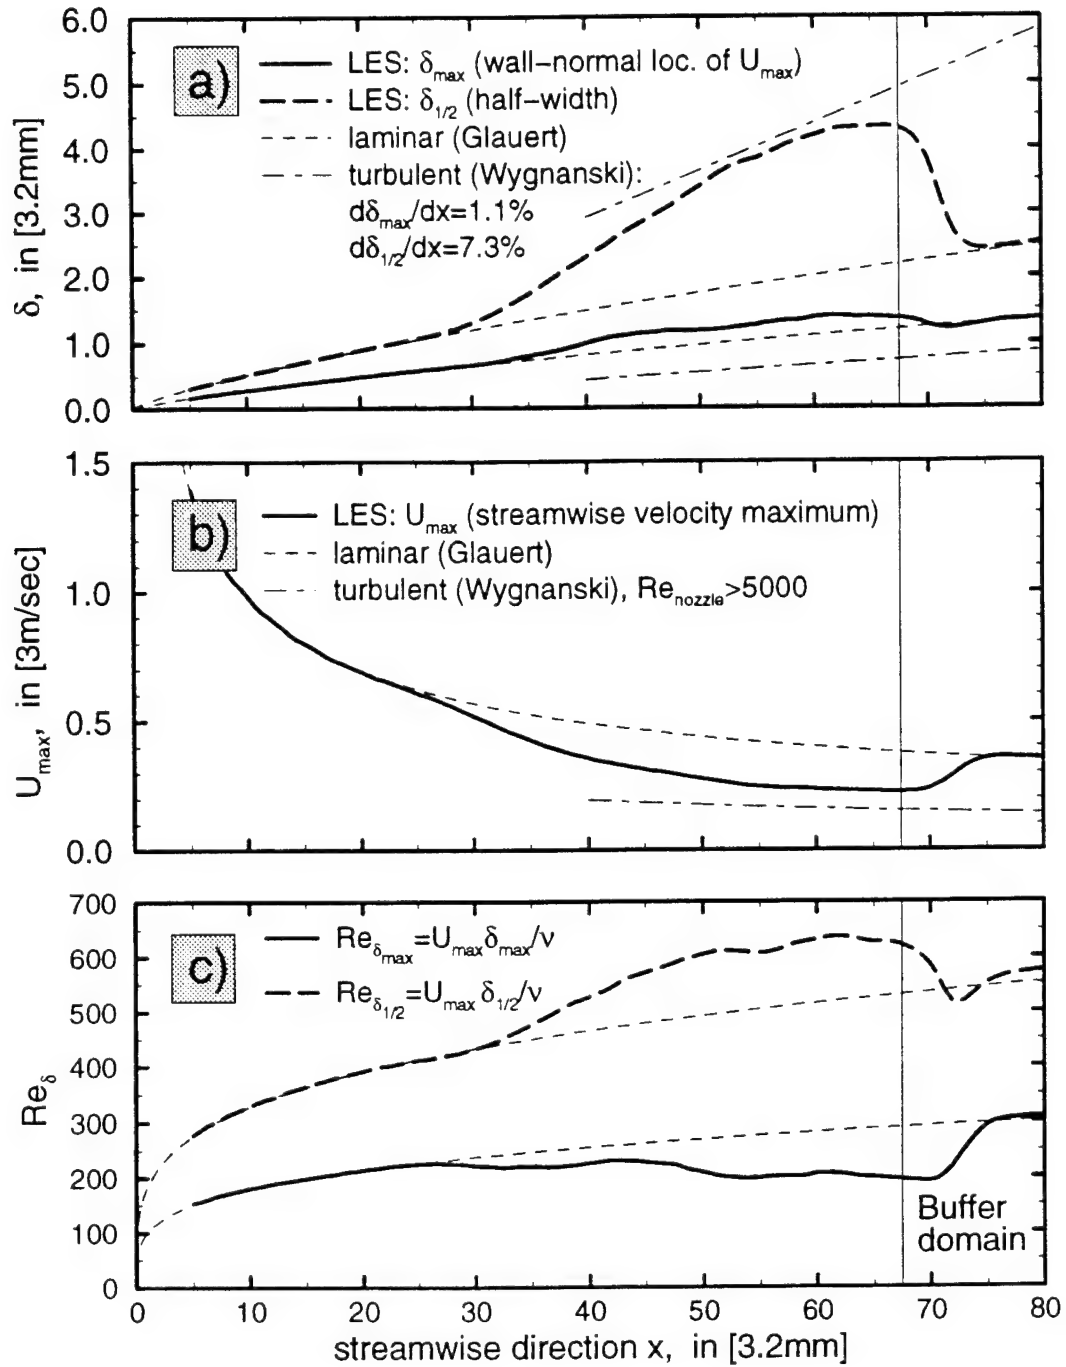 6.0
5.0
4.0
3.0
2.0
1.0
0.0
δ, in [3.2mm]
a)
LES: δmax (wall-normal loc. of Umax)
LES: δ1/2 (half-width)
laminar (Glauert)
turbulent (Wygnanski):
dδmax/dx=1.1%
dδ1/2/dx=7.3%
1.5
1.0
0.5
0.0
Umax, in [3m/sec]
b)
LES: Umax (streamwise velocity maximum)
laminar (Glauert)
turbulent (Wygnanski), Renozzle>5000
700
600
500
400
300
200
100
0
Reδ
c)
Reδmax=Umaxδmax/ν
Reδ1/2=Umax δ1/2/ν
Buffer
domain
0 10 20 30 40 50 60 70 80
streamwise direction x, in [3.2mm]